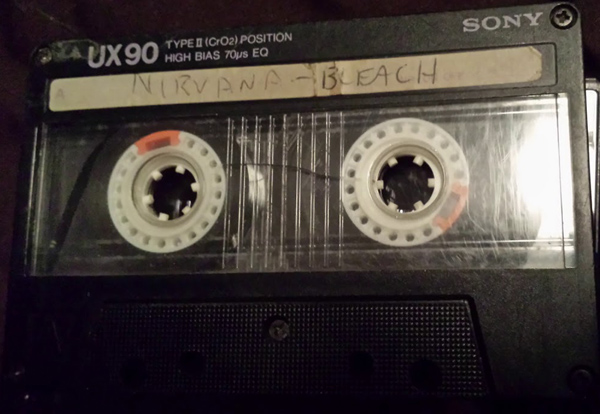 SONY
UX90 TYPE II (CrO2) POSITION
HIGH BIAS 70µs EQ
A NIRVANA - BLEACH